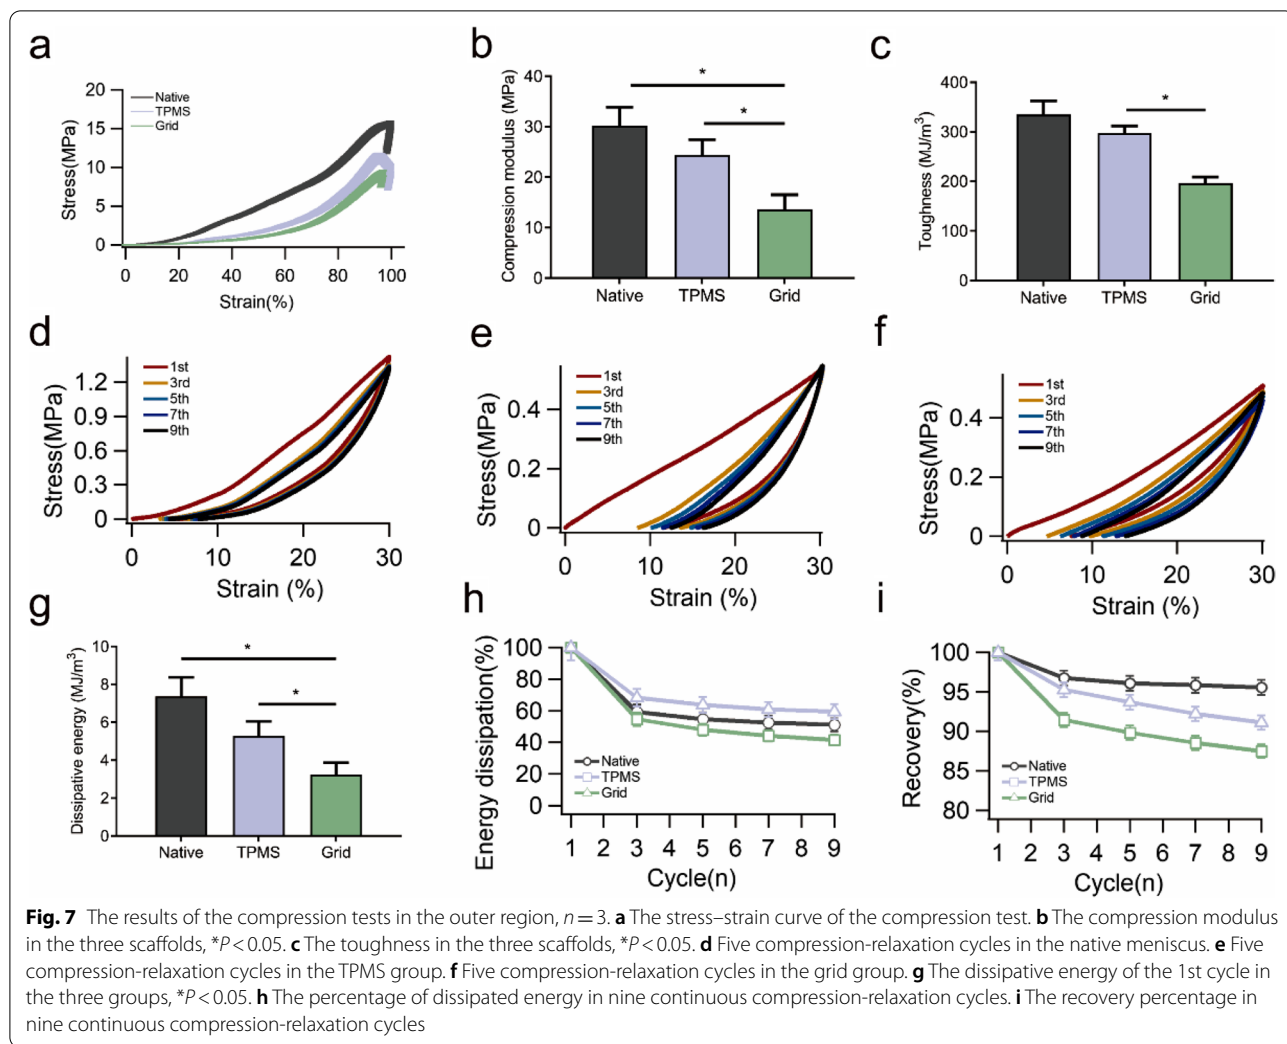 a
20
15
10
5
0
Stress(MPa)
Native
TPMS
Grid
0 20 40 60 80 100
Strain(%)
b
40
30
20
10
0
Compression modulus (MPa)
*
*
Native TPMS Grid
c
400
300
200
100
0
Toughness (MJ/m³)
*
Native TPMS Grid
d
1.2
0.9
0.6
0.3
0
Stress(MPa)
1st
3rd
5th
7th
9th
0 10 20 30
Strain (%)
e
0.4
0.2
0
Stress(MPa)
1st
3rd
5th
7th
9th
0 10 20 30
Strain (%)
f
0.4
0.2
0
Stress(MPa)
1st
3rd
5th
7th
9th
0 10 20 30
Strain (%)
g
10
8
6
4
2
0
Dissipative energy (MJ/m³)
*
*
Native TPMS Grid
h
100
80
60
40
20
0
Energy dissipation(%)
Native
TPMS
Grid
1 2 3 4 5 6 7 8 9
Cycle(n)
i
100
95
90
85
80
Recovery(%)
Native
TPMS
Grid
1 2 3 4 5 6 7 8 9
Cycle(n)
Fig. 7 The results of the compression tests in the outer region, n = 3. a The stress–strain curve of the compression test. b The compression modulus
in the three scaffolds, *P < 0.05. c The toughness in the three scaffolds, *P < 0.05. d Five compression-relaxation cycles in the native meniscus. e Five
compression-relaxation cycles in the TPMS group. f Five compression-relaxation cycles in the grid group. g The dissipative energy of the 1st cycle in
the three groups, *P < 0.05. h The percentage of dissipated energy in nine continuous compression-relaxation cycles. i The recovery percentage in
nine continuous compression-relaxation cycles